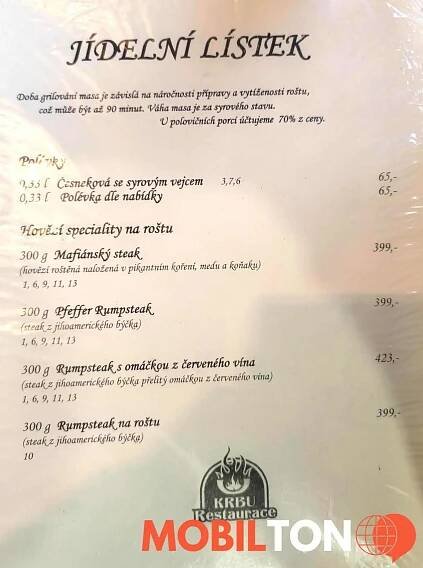 JÍDELNÍ LÍSTEK
Doba grilování masa je závislá na náročnosti přípravy a vytíženosti roštu,
což může být až 90 minut. Váha masa je za syrového stavu.
U polovičních porcí účtujeme 70% z ceny.
Polévky
0,33 l Česneková se syrovým vejcem 3,7,6 65,-
0,33 l Polévka dle nabídky 65,-
Hovězí speciality na roštu
300 g Mafiánský steak 399,-
(hovězí roštěná naložená v pikantním koření, medu a koňaku)
1, 6, 9, 11, 13
300 g Pfeffer Rumpsteak 399,-
(steak z jihoamerického býčka)
1, 6, 9, 11, 13
300 g Rumpsteak s omáčkou z červeného vína 423,-
(steak z jihoamerického býčka přelitý omáčkou z červeného vína)
1, 6, 9, 11, 13
300 g Rumpsteak na roštu 399,-
(steak z jihoamerického býčka)
10
KRBU
Restaurace
MOBILTON